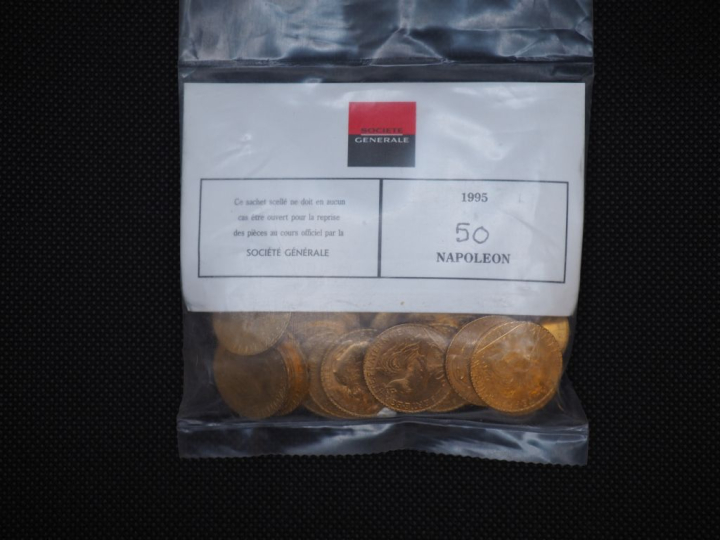 SOCIETE
GENERALE
Ce sachet scellé ne doit en aucun
cas être ouvert pour la reprise
des pièces au cours officiel par la
SOCIÉTÉ GÉNÉRALE
1995
50
NAPOLEON